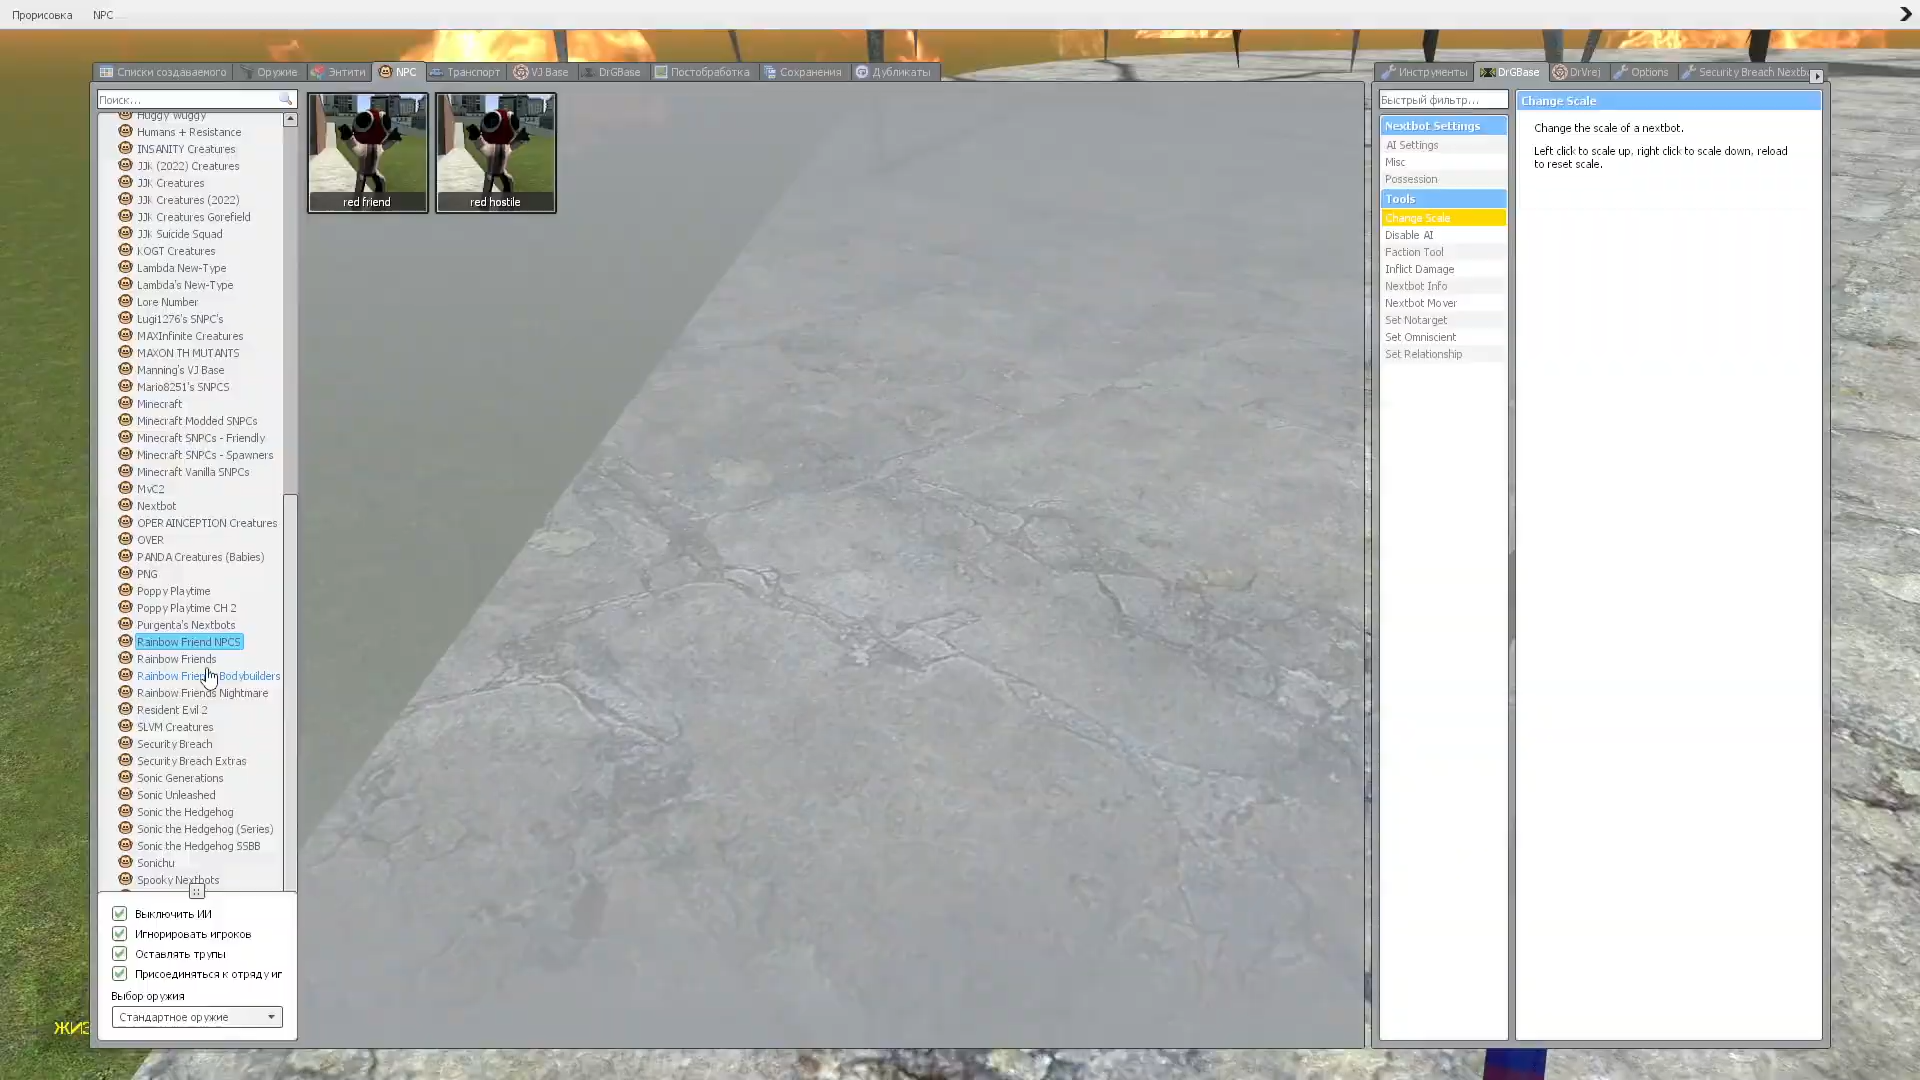 Прорисовка NPC
Списки создаваемого Оружие Энтити NPC Транспорт VJ Base DrGBase Постобработка Сохранения Дубликаты
Поиск...
Huggy Wuggy
Humans + Resistance
INSANITY Creatures
JJK (2022) Creatures
JJK Creatures
JJK Creatures (2022)
JJK Creatures Gorefield
JJK Suicide Squad
KOGT Creatures
Lambda New-Type
Lambda's New-Type
Lore Number
Lugi1276's SNPC's
MAXInfinite Creatures
MAXON TH MUTANTS
Manning's VJ Base
Mario8251's SNPCS
Minecraft
Minecraft Modded SNPCs
Minecraft SNPCs - Friendly
Minecraft SNPCs - Spawners
Minecraft Vanilla SNPCs
MvC2
Nextbot
OPERAINCEPTION Creatures
OVER
PANDA Creatures (Babies)
PNG
Poppy Playtime
Poppy Playtime CH 2
Purgenta's Nextbots
Rainbow Friend NPCS
Rainbow Friends
Rainbow Friends Bodybuilders
Rainbow Friends Nightmare
Resident Evil 2
SLVM Creatures
Security Breach
Security Breach Extras
Sonic Generations
Sonic Unleashed
Sonic the Hedgehog
Sonic the Hedgehog (Series)
Sonic the Hedgehog SSBB
Sonichu
Spooky Nextbots
Выключить ИИ
Игнорировать игроков
Оставлять трупы
Присоединяться к отряду иг
Выбор оружия
Стандартное оружие
ЖИЗ
red friend
red hostile
Инструменты DrGBase DrVrej Options Security Breach Nextb
Быстрый фильтр...
Nextbot Settings
AI Settings
Misc
Possession
Tools
Change Scale
Disable AI
Faction Tool
Inflict Damage
Nextbot Info
Nextbot Mover
Set Notarget
Set Omniscient
Set Relationship
Change Scale
Change the scale of a nextbot.
Left click to scale up, right click to scale down, reload
to reset scale.